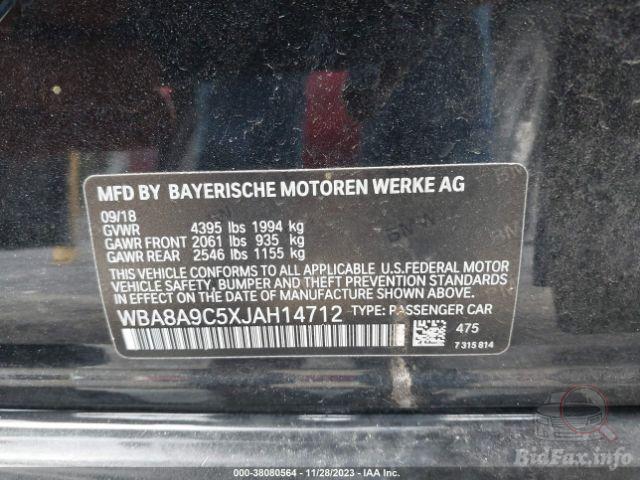 MFD BY BAYERISCHE MOTOREN WERKE AG
09/18
GVWR 4395 lbs 1994 kg
GAWR FRONT 2061 lbs 935 kg
GAWR REAR 2546 lbs 1155 kg
THIS VEHICLE CONFORMS TO ALL APPLICABLE U.S.FEDERAL MOTOR
VEHICLE SAFETY, BUMPER AND THEFT PREVENTION STANDARDS
IN EFFECT ON THE DATE OF MANUFACTURE SHOWN ABOVE.
WBA8A9C5XJAH14712 TYPE: PASSENGER CAR
475
7 315 814
BidFax.info
000-38080564 - 11/28/2023 - IAA Inc.